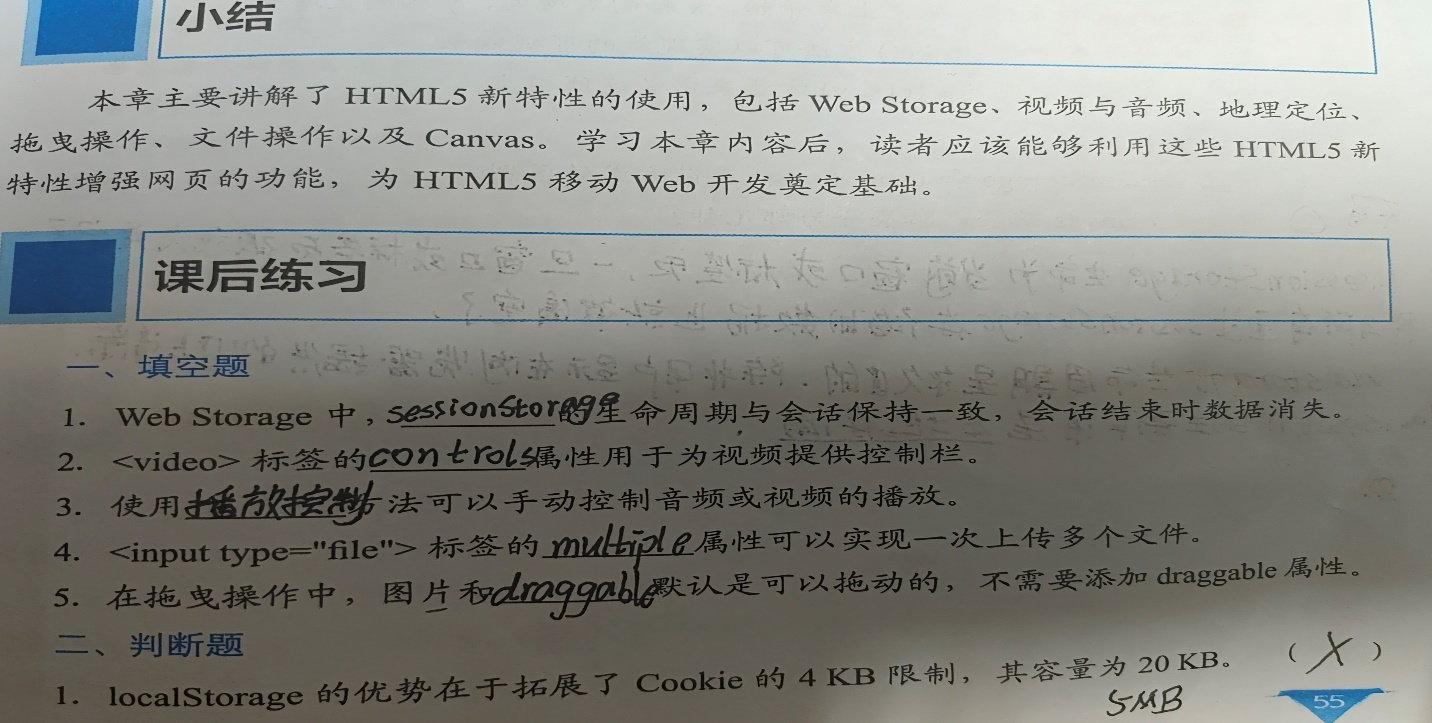 小结
本章主要讲解了 HTML5 新特性的使用，包括 Web Storage、视频与音频、地理定位、
拖曳操作、文件操作以及 Canvas。学习本章内容后，读者应该能够利用这些 HTML5 新
特性增强网页的功能，为 HTML5 移动 Web 开发奠定基础。
课后练习
一、填空题
1. Web Storage 中，sessionStorage的生命周期与会话保持一致，会话结束时数据消失。
2. <video> 标签的controls属性用于为视频提供控制栏。
3. 使用播放控制方法可以手动控制音频或视频的播放。
4. <input type="file"> 标签的multiple属性可以实现一次上传多个文件。
5. 在拖曳操作中，图片和draggable默认是可以拖动的，不需要添加 draggable 属性。
二、判断题
1. localStorage 的优势在于拓展了 Cookie 的 4 KB 限制，其容量为 20 KB。 （X）
5MB
55